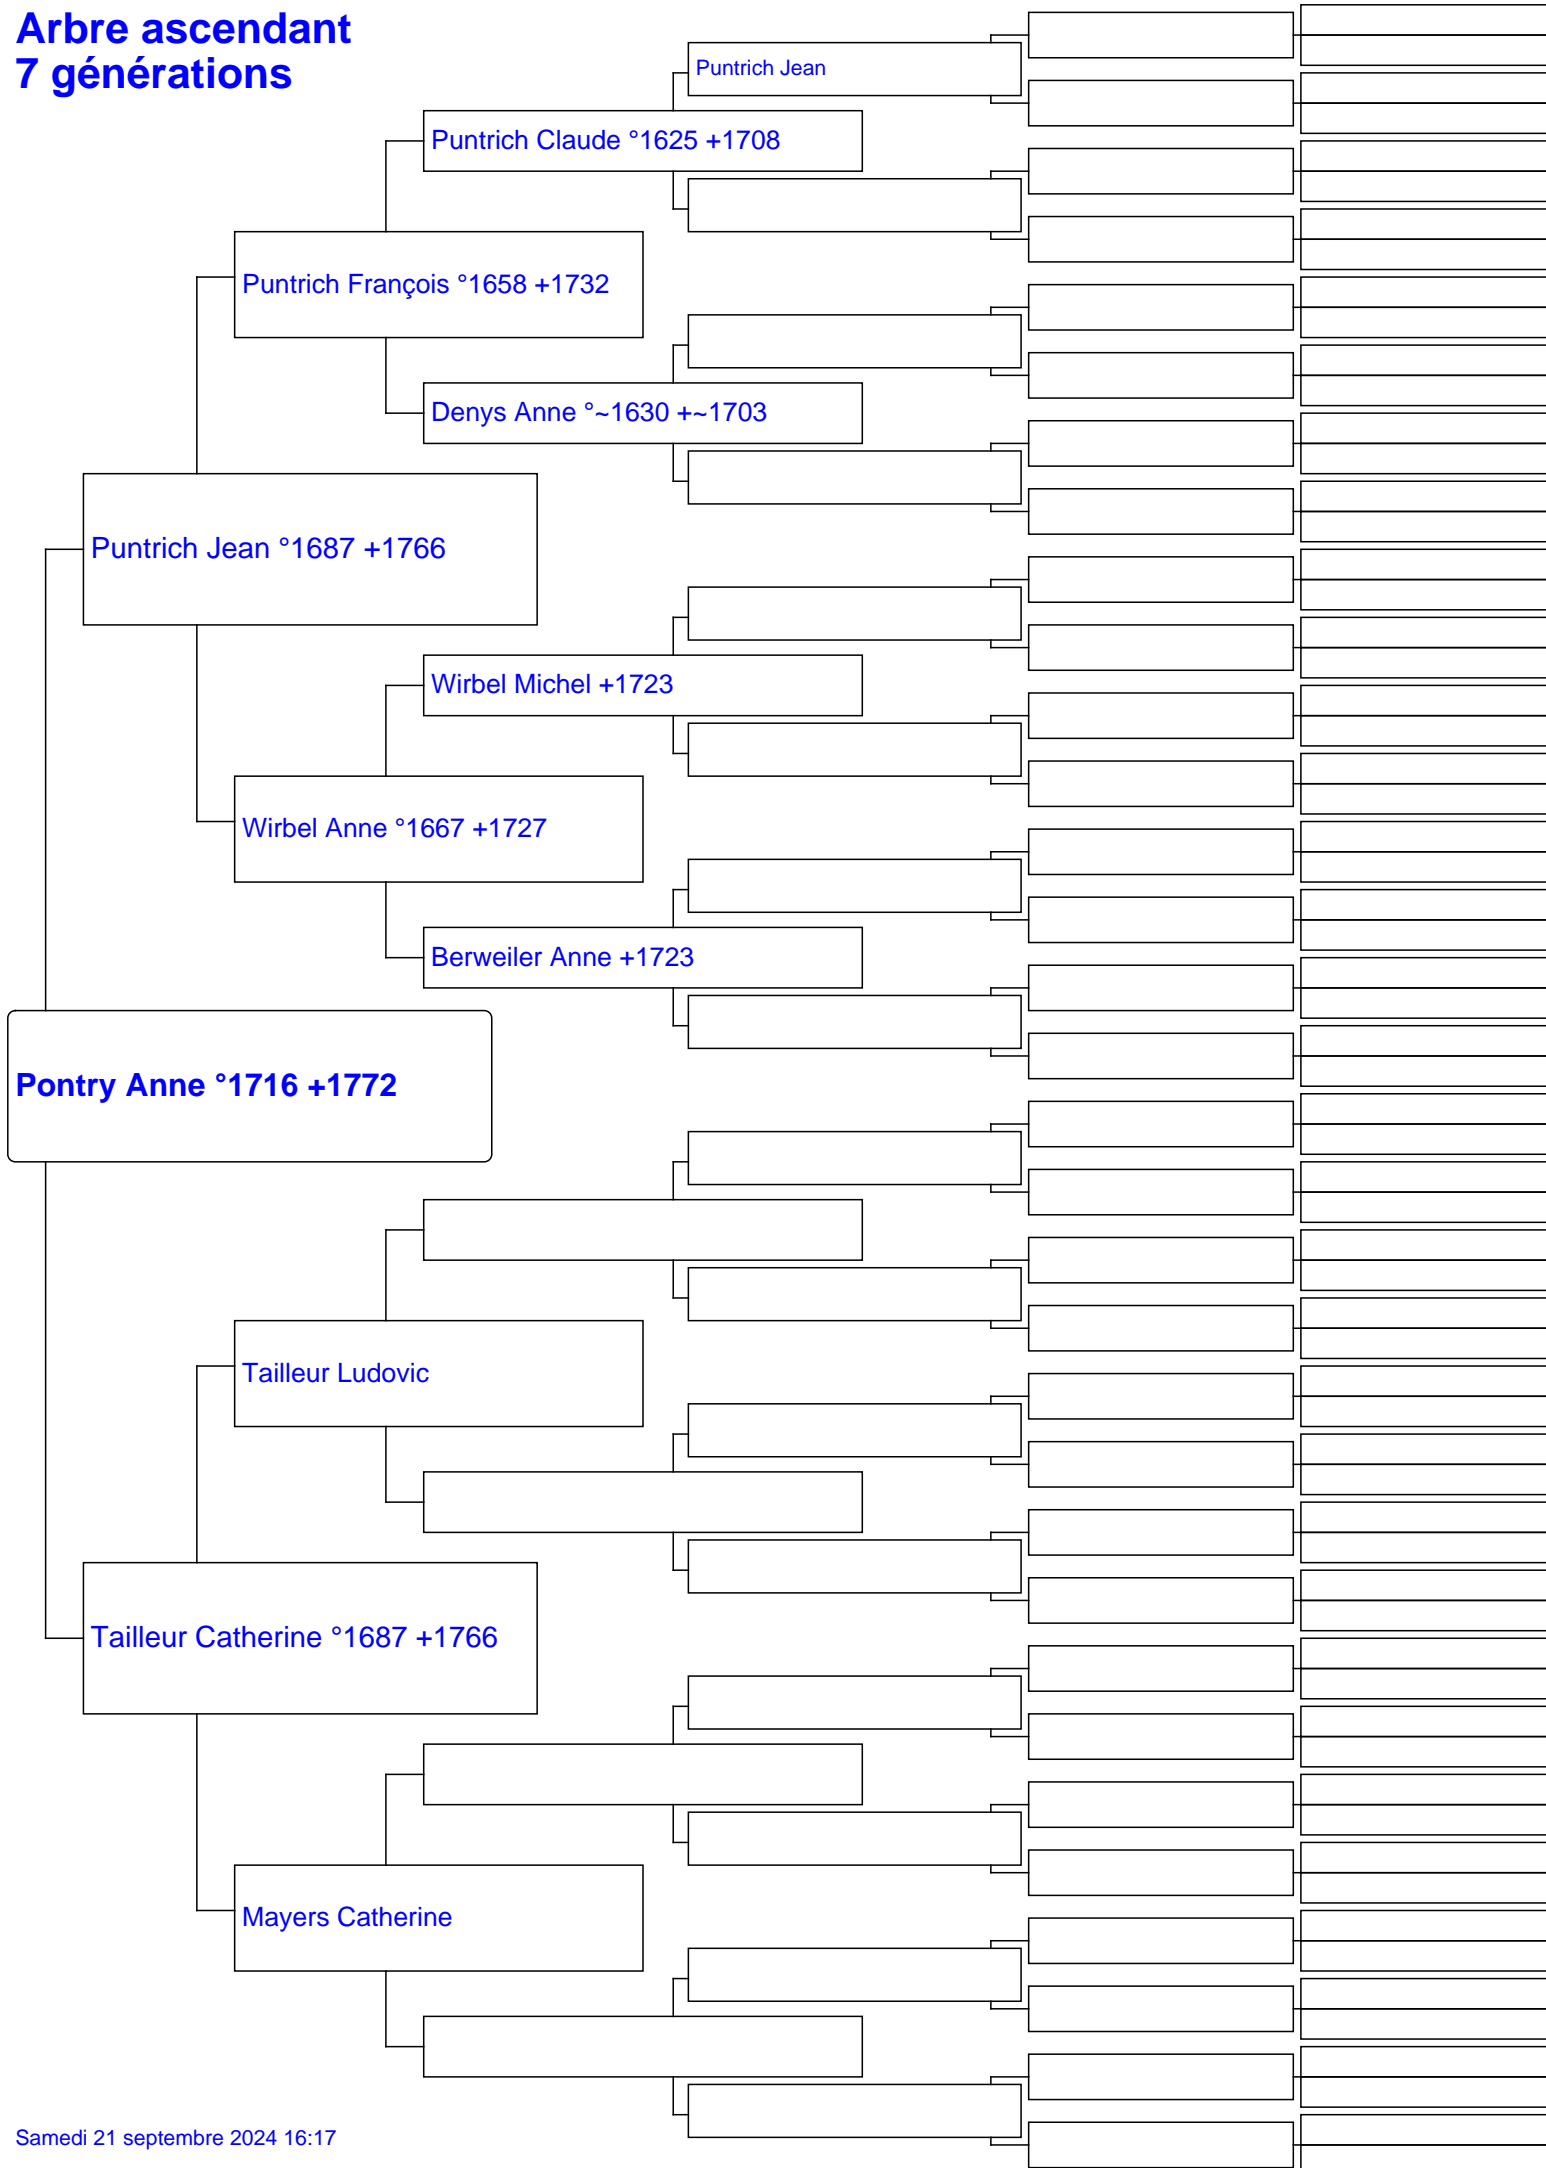 Arbre ascendant
7 générations
Puntrich Jean
Puntrich Claude °1625 +1708
Puntrich François °1658 +1732
Denys Anne °~1630 +~1703
Puntrich Jean °1687 +1766
Wirbel Michel +1723
Wirbel Anne °1667 +1727
Berweiler Anne +1723
Pontry Anne °1716 +1772
Tailleur Ludovic
Tailleur Catherine °1687 +1766
Mayers Catherine
Samedi 21 septembre 2024 16:17